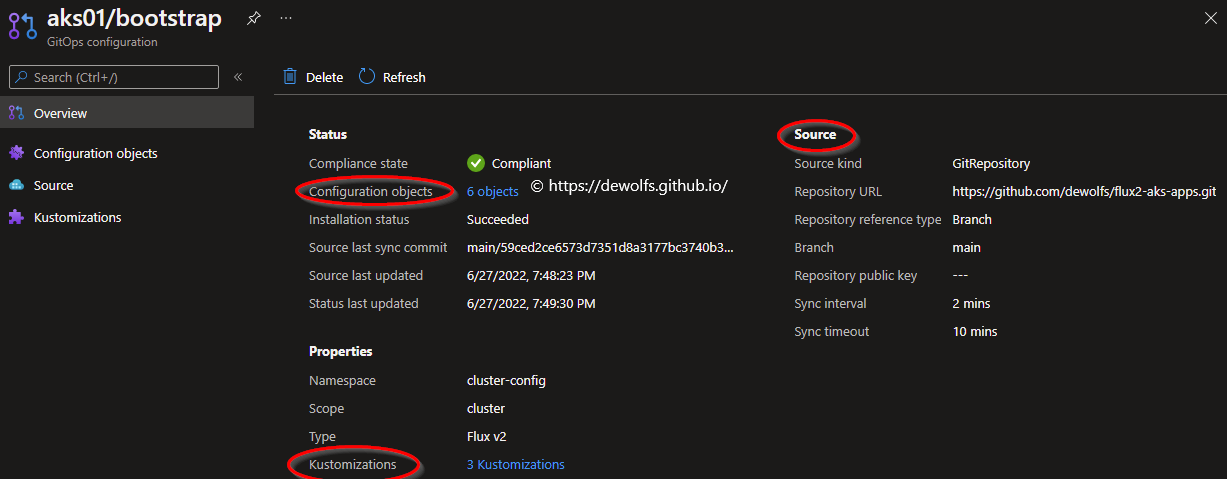 aks01/bootstrap
GitOps configuration
Search (Ctrl+/)
Overview
Configuration objects
Source
Kustomizations
Delete Refresh
Status
Compliance state Compliant
Configuration objects 6 objects © https://dewolfs.github.io/
Installation status Succeeded
Source last sync commit main/59ced2ce6573d7351d8a3177bc3740b3...
Source last updated 6/27/2022, 7:48:23 PM
Status last updated 6/27/2022, 7:49:30 PM
Properties
Namespace cluster-config
Scope cluster
Type Flux v2
Kustomizations 3 Kustomizations
Source
Source kind GitRepository
Repository URL https://github.com/dewolfs/flux2-aks-apps.git
Repository reference type Branch
Branch main
Repository public key ---
Sync interval 2 mins
Sync timeout 10 mins